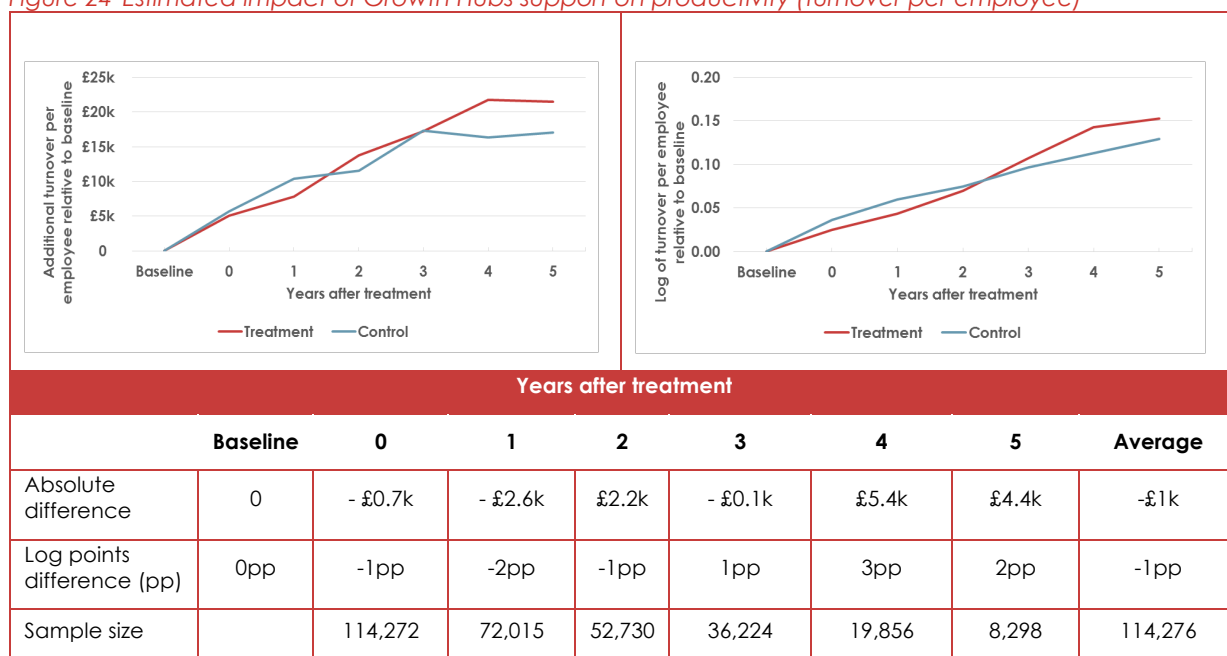 Figure 24 Estimated impact of Growth Hubs support on productivity (turnover per employee)
Additional turnover per
employee relative to baseline
£25k
£20k
£15k
£10k
£5k
0
Baseline 0 1 2 3 4 5
Years after treatment
Treatment Control
Log of turnover per employee
relative to baseline
0.20
0.15
0.10
0.05
0.00
Baseline 0 1 2 3 4 5
Years after treatment
Treatment Control
Years after treatment
Baseline 0 1 2 3 4 5 Average
Absolute
difference 0 - £0.7k - £2.6k £2.2k - £0.1k £5.4k £4.4k -£1k
Log points
difference (pp) 0pp -1pp -2pp -1pp 1pp 3pp 2pp -1pp
Sample size 114,272 72,015 52,730 36,224 19,856 8,298 114,276